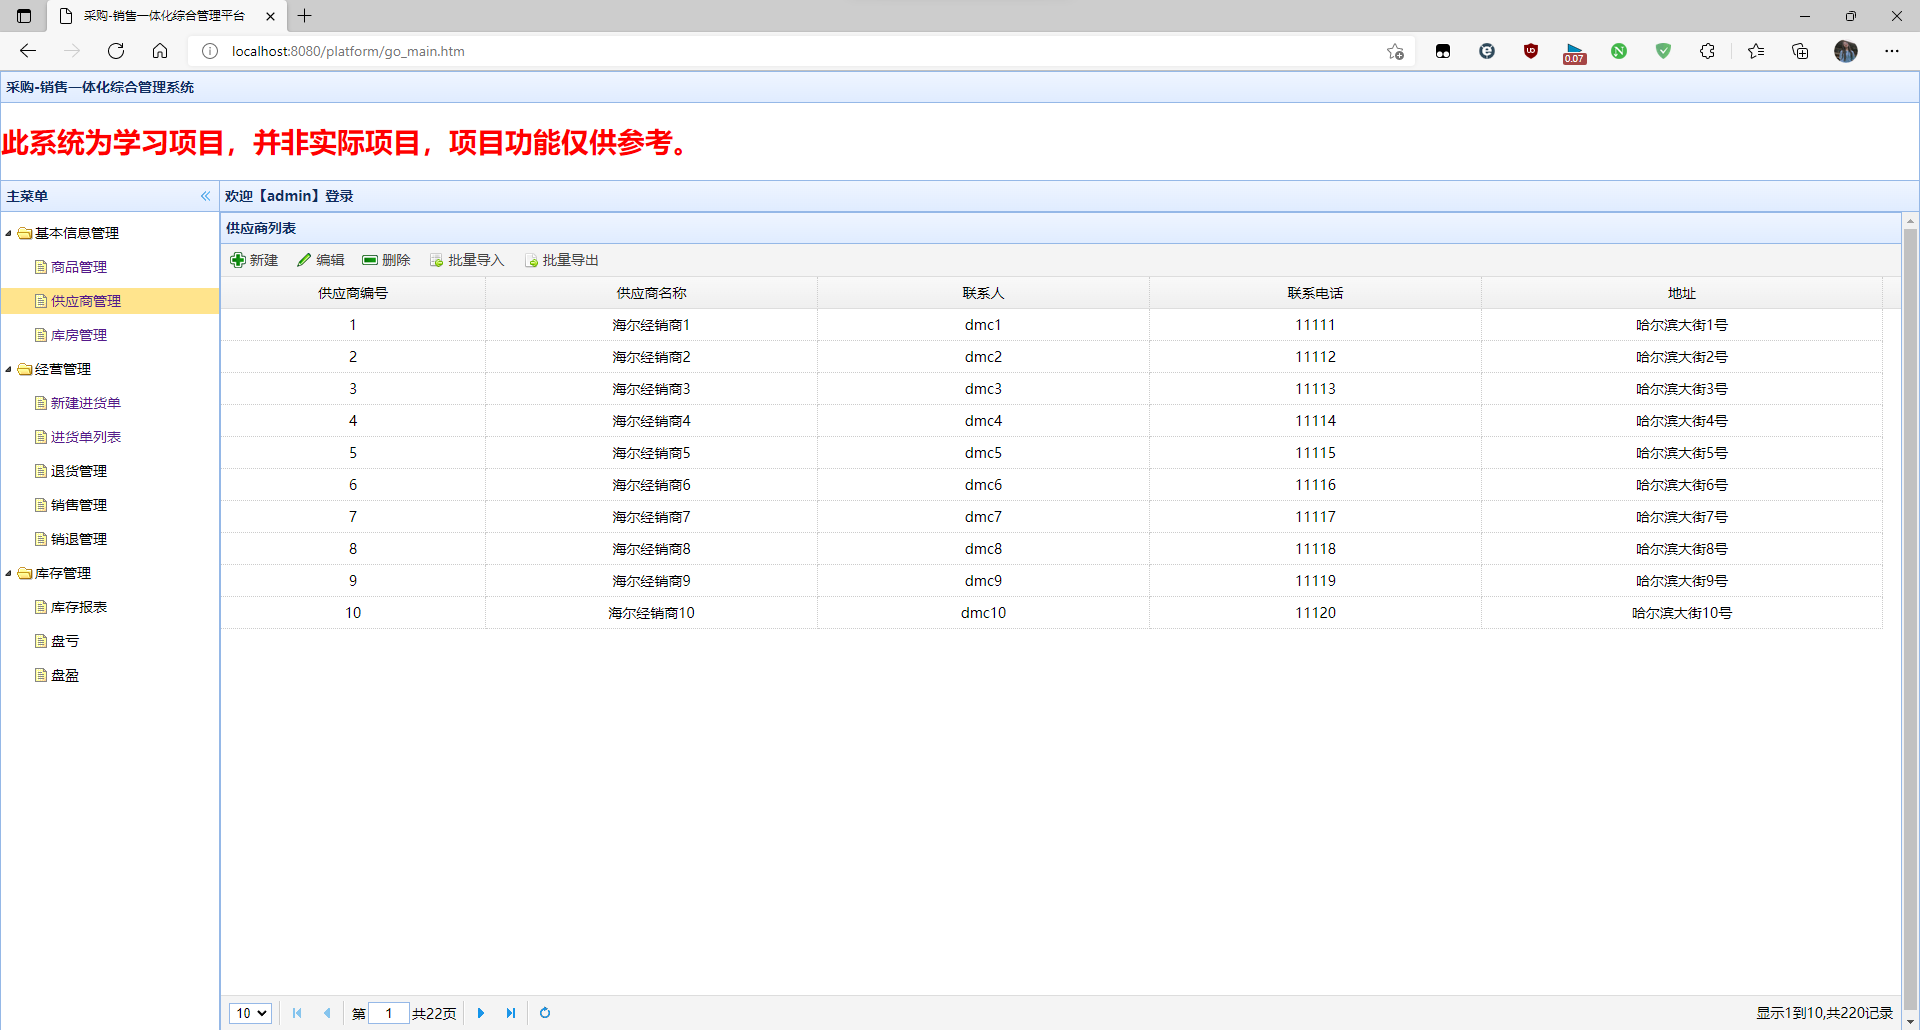 采购-销售一体化综合管理平台
localhost:8080/platform/go_main.htm
0.07
采购-销售一体化综合管理系统
此系统为学习项目，并非实际项目，项目功能仅供参考。
主菜单
基本信息管理
商品管理
供应商管理
库房管理
经营管理
新建进货单
进货单列表
退货管理
销售管理
销退管理
库存管理
库存报表
盘亏
盘盈
欢迎【admin】登录
供应商列表
新建 编辑 删除 批量导入 批量导出
供应商编号 供应商名称 联系人 联系电话 地址
1 海尔经销商1 dmc1 11111 哈尔滨大街1号
2 海尔经销商2 dmc2 11112 哈尔滨大街2号
3 海尔经销商3 dmc3 11113 哈尔滨大街3号
4 海尔经销商4 dmc4 11114 哈尔滨大街4号
5 海尔经销商5 dmc5 11115 哈尔滨大街5号
6 海尔经销商6 dmc6 11116 哈尔滨大街6号
7 海尔经销商7 dmc7 11117 哈尔滨大街7号
8 海尔经销商8 dmc8 11118 哈尔滨大街8号
9 海尔经销商9 dmc9 11119 哈尔滨大街9号
10 海尔经销商10 dmc10 11120 哈尔滨大街10号
10 第 1 共22页 显示1到10,共220记录